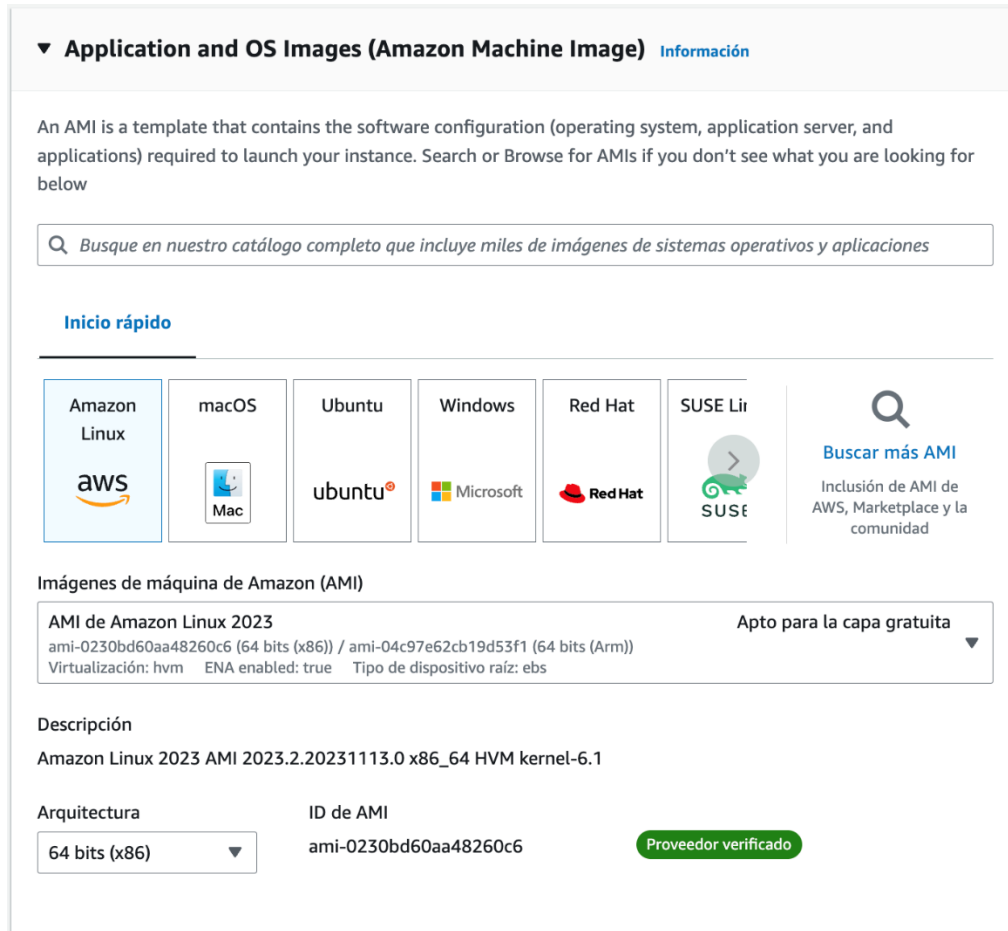 Application and OS Images (Amazon Machine Image) Información
An AMI is a template that contains the software configuration (operating system, application server, and
applications) required to launch your instance. Search or Browse for AMIs if you don't see what you are looking for
below
Busque en nuestro catálogo completo que incluye miles de imágenes de sistemas operativos y aplicaciones
Inicio rápido
Amazon
Linux
aws
macOS
Mac
Ubuntu
ubuntu
Windows
Microsoft
Red Hat
Red Hat
SUSE Lin
SUSE
Buscar más AMI
Inclusión de AMI de
AWS, Marketplace y la
comunidad
Imágenes de máquina de Amazon (AMI)
AMI de Amazon Linux 2023 Apto para la capa gratuita
ami-0230bd60aa48260c6 (64 bits (x86)) / ami-04c97e62cb19d53f1 (64 bits (Arm))
Virtualización: hvm ENA enabled: true Tipo de dispositivo raíz: ebs
Descripción
Amazon Linux 2023 AMI 2023.2.20231113.0 x86_64 HVM kernel-6.1
Arquitectura
64 bits (x86)
ID de AMI
ami-0230bd60aa48260c6
Proveedor verificado